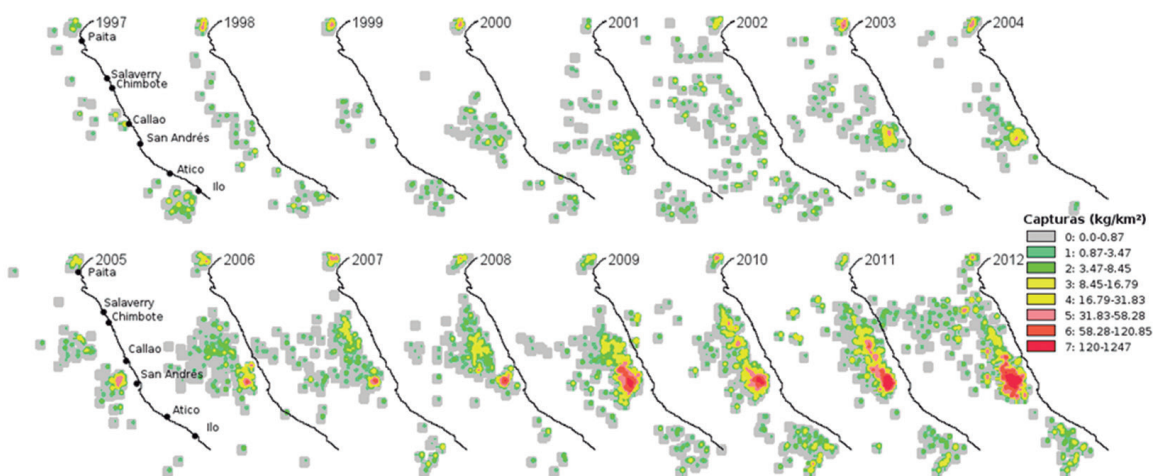 1997 1998 1999 2000 2001 2002 2003 2004
Paita
Salaverry
Chimbote
Callao
San Andrés
Atico
Ilo
Capturas (kg/km²)
0: 0.0-0.87
1: 0.87-3.47
2: 3.47-8.45
3: 8.45-16.79
4: 16.79-31.83
5: 31.83-58.28
6: 58.28-120.85
7: 120-1247
2005 2006 2007 2008 2009 2010 2011 2012
Paita
Salaverry
Chimbote
Callao
San Andrés
Atico
Ilo